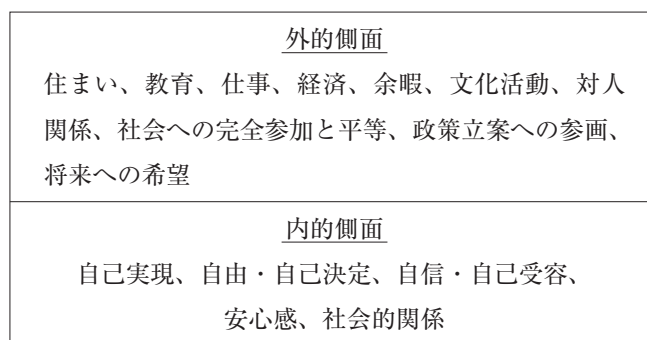 外的側面
住まい、教育、仕事、経済、余暇、文化活動、対人
関係、社会への完全参加と平等、政策立案への参画、
将来への希望
内的側面
自己実現、自由・自己決定、自信・自己受容、
安心感、社会的関係